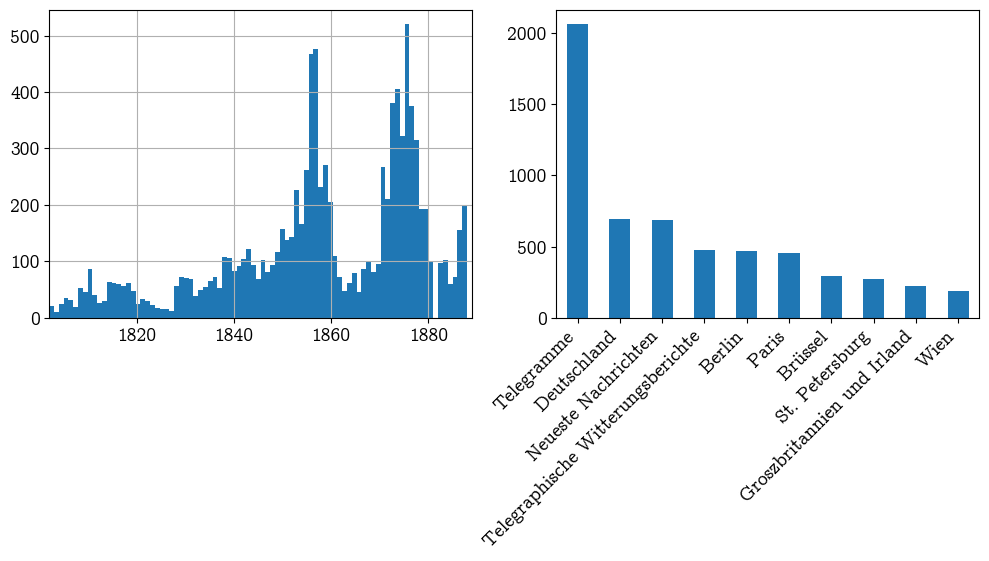 500
400
300
200
100
0
1820 1840 1860 1880
2000
1500
1000
500
0
Telegramme
Deutschland
Neueste Nachrichten
Telegraphische Witterungsberichte
Berlin
Paris
Brüssel
St. Petersburg
Groszbritannien und Irland
Wien